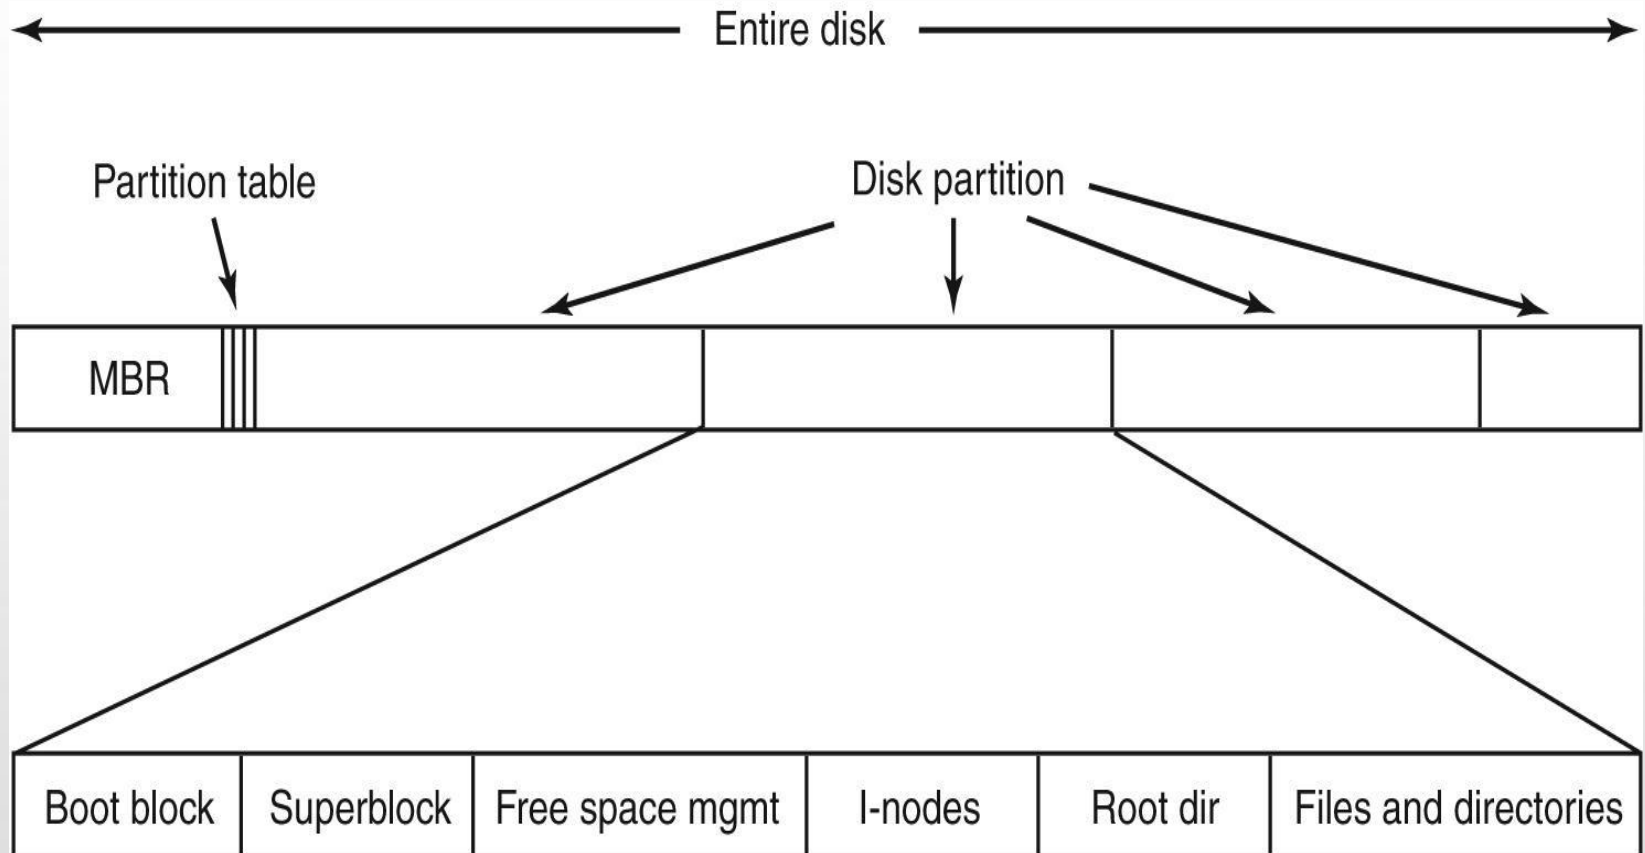 Entire disk
Partition table
Disk partition
MBR
Boot block
Superblock
Free space mgmt
I-nodes
Root dir
Files and directories